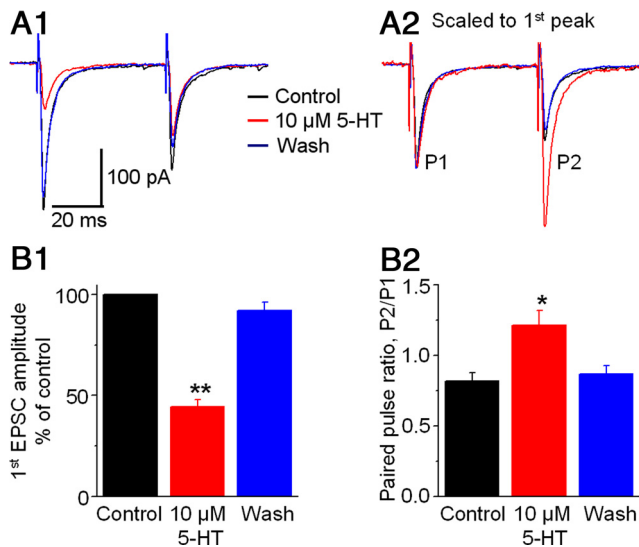 A1
Control
10 µM 5-HT
Wash
100 pA
20 ms
A2
Scaled to 1st peak
P1
P2
B1
1st EPSC amplitude
% of control
100
50
0
**
Control
10 µM
5-HT
Wash
B2
Paired pulse ratio, P2/P1
1.5
1.0
0.5
0.0
*
Control
10 µM
5-HT
Wash